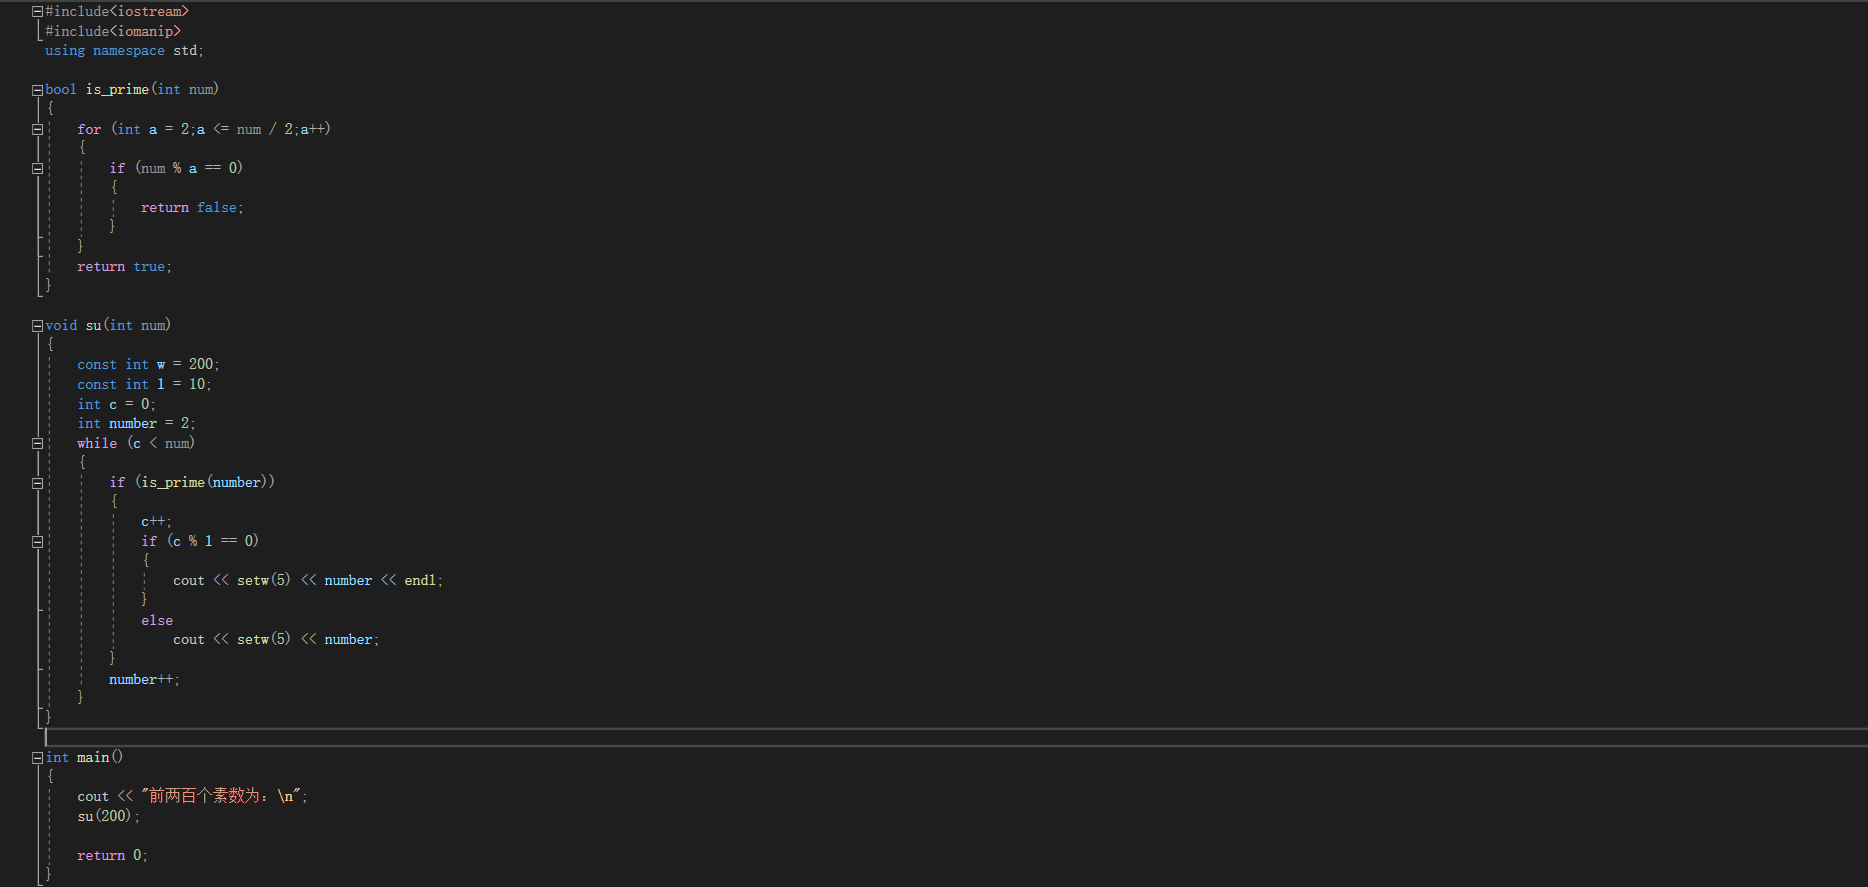 #include<iostream>
#include<iomanip>
using namespace std;

bool is_prime(int num)
{
    for (int a = 2;a <= num / 2;a++)
    {
        if (num % a == 0)
        {
            return false;
        }
    }
    return true;
}

void su(int num)
{
    const int w = 200;
    const int l = 10;
    int c = 0;
    int number = 2;
    while (c < num)
    {
        if (is_prime(number))
        {
            c++;
            if (c % l == 0)
            {
                cout << setw(5) << number << endl;
            }
            else
                cout << setw(5) << number;
        }
        number++;
    }
}

int main()
{
    cout << "前两百个素数为：\n";
    su(200);

    return 0;
}